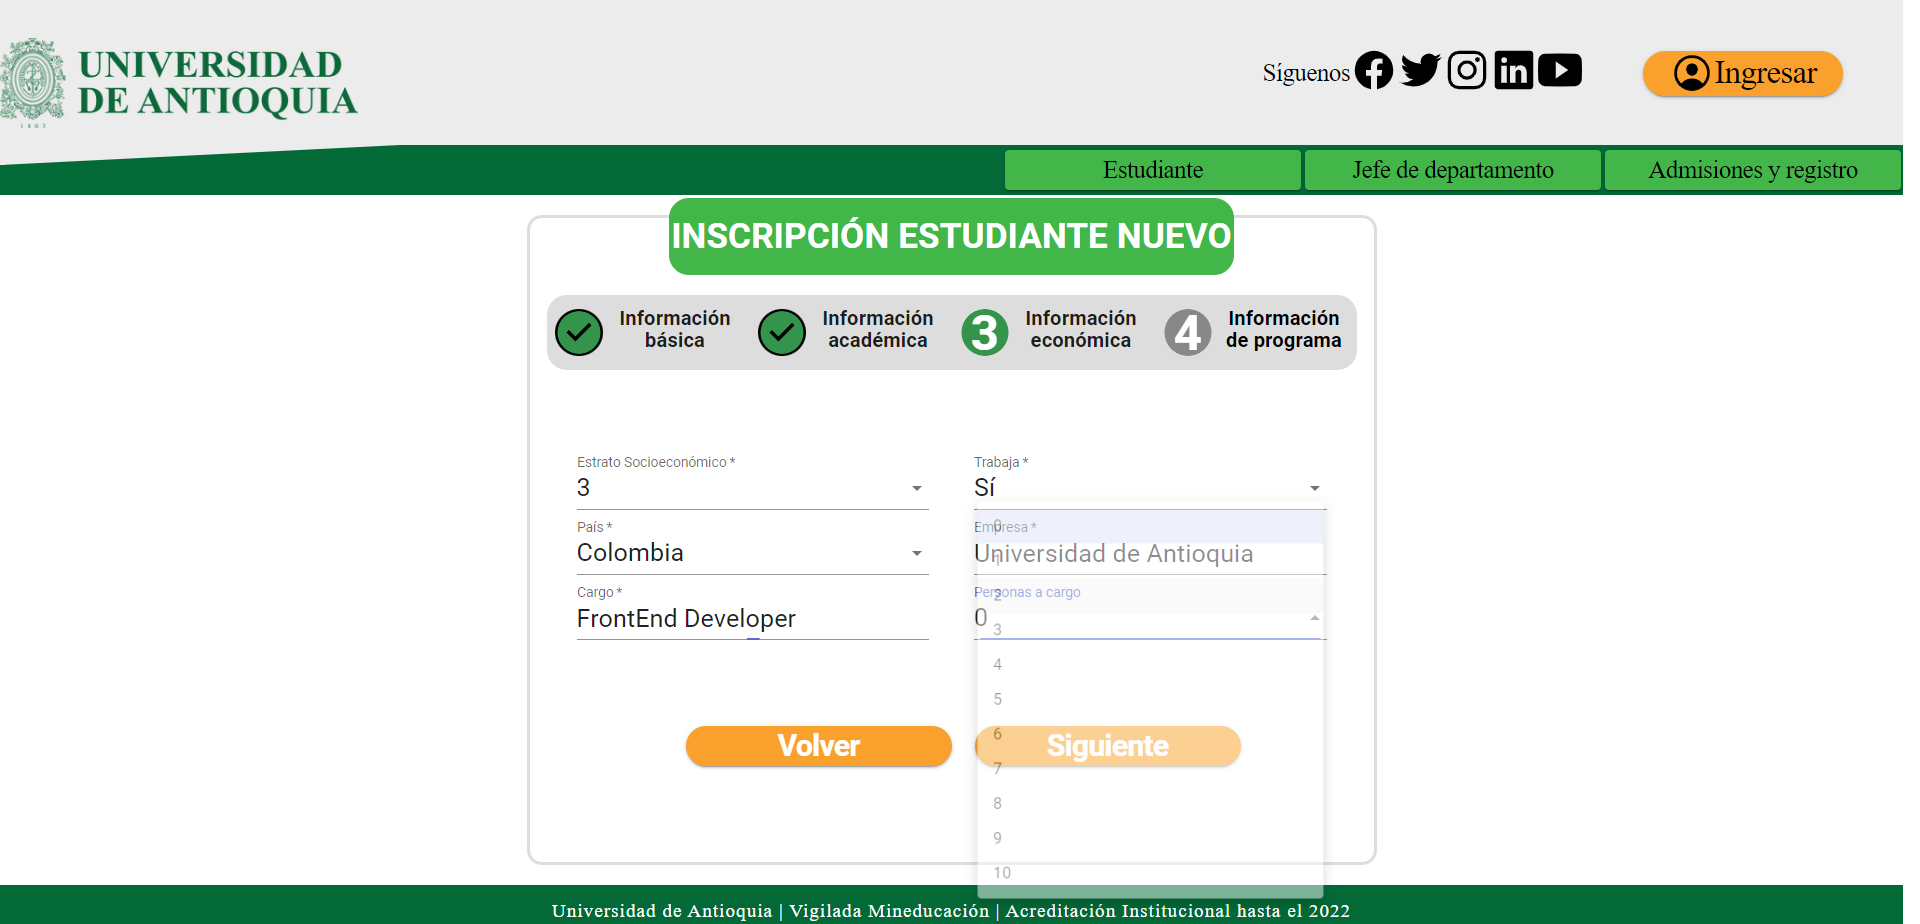 UNIVERSIDAD
DE ANTIOQUIA
1803
Síguenos
Ingresar
Estudiante
Jefe de departamento
Admisiones y registro
INSCRIPCIÓN ESTUDIANTE NUEVO
Información
básica
Información
académica
3
Información
económica
4
Información
de programa
Estrato Socioeconómico *
3
Trabaja *
Sí
País *
Colombia
Empresa *
Universidad de Antioquia
Cargo *
FrontEnd Developer
Personas a cargo
0
0
1
2
3
4
5
6
7
8
9
10
Volver
Siguiente
Universidad de Antioquia | Vigilada Mineducación | Acreditación Institucional hasta el 2022